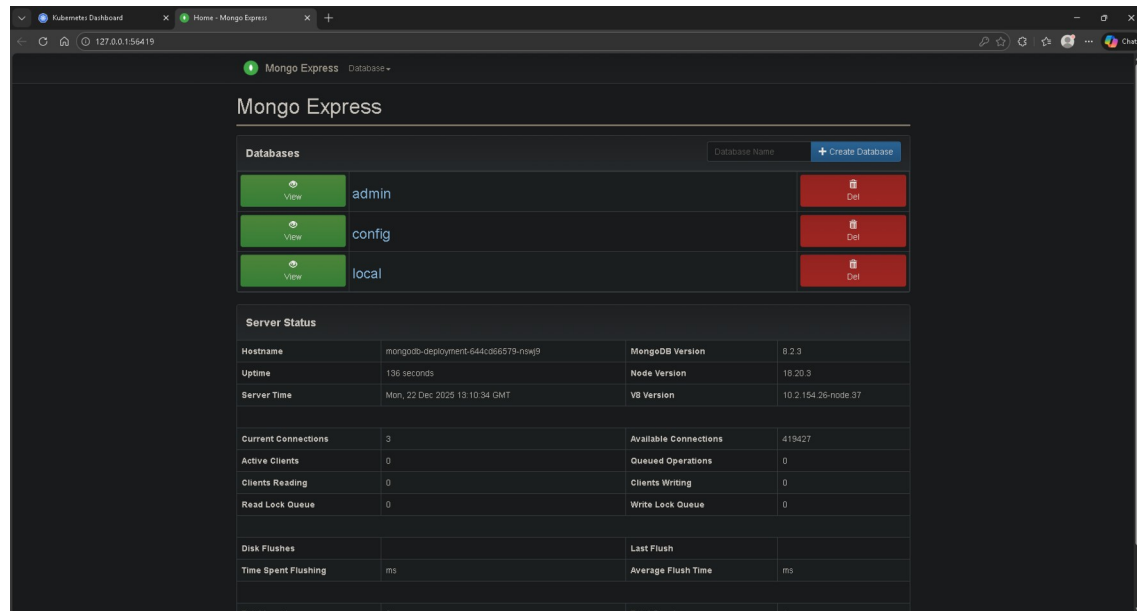 Kubernetes Dashboard
Home - Mongo Express
127.0.0.1:56419
Chat
Mongo Express Database
Mongo Express
Databases
Database Name
Create Database
View admin Del
View config Del
View local Del
Server Status
Hostname mongodb-deployment-644cd66579-nswj9 MongoDB Version 8.2.3
Uptime 136 seconds Node Version 18.20.3
Server Time Mon, 22 Dec 2025 13:10:34 GMT V8 Version 10.2.154.26-node.37
Current Connections 3 Available Connections 419427
Active Clients 0 Queued Operations 0
Clients Reading 0 Clients Writing 0
Read Lock Queue 0 Write Lock Queue 0
Disk Flushes Last Flush
Time Spent Flushing ms Average Flush Time ms